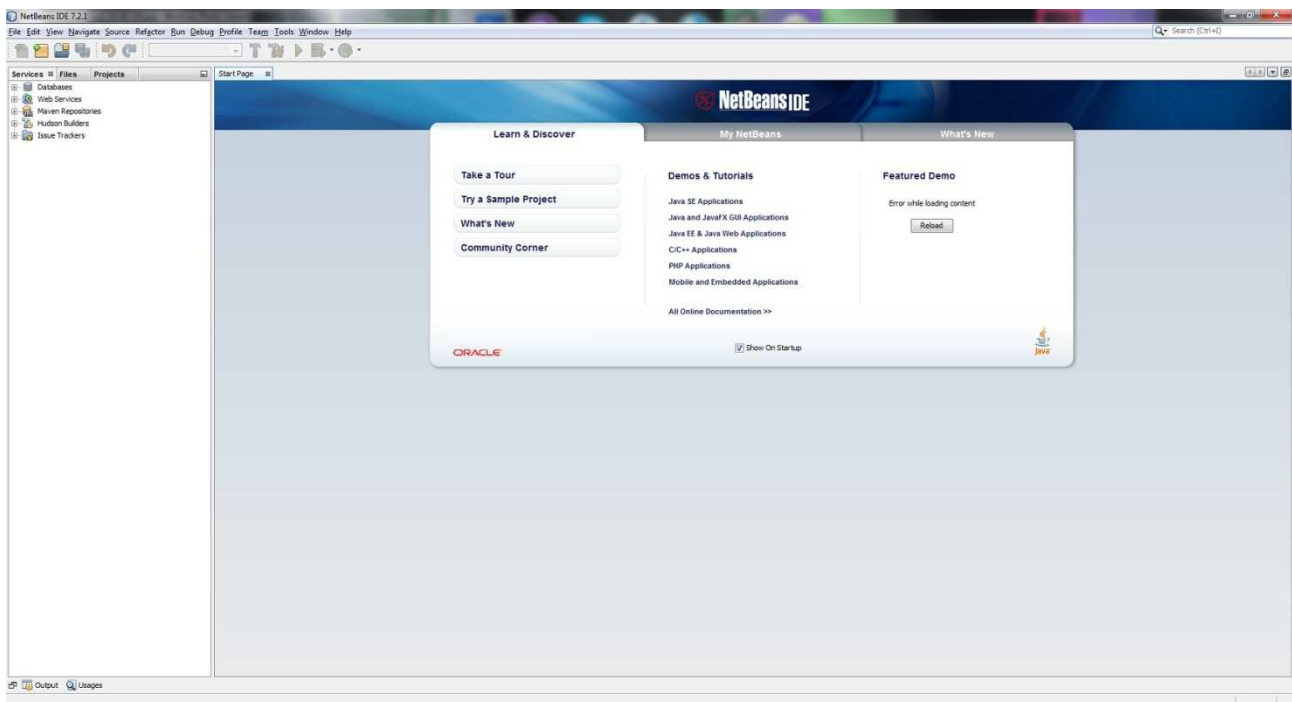 NetBeans IDE 7.2.1
File Edit View Navigate Source Refactor Run Debug Profile Team Tools Window Help
Search (Ctrl+I)
Services Files Projects
Start Page
Databases
Web Services
Maven Repositories
Hudson Builders
Issue Trackers
NetBeans IDE
Learn & Discover
My NetBeans
What's New
Take a Tour
Try a Sample Project
What's New
Community Corner
Demos & Tutorials
Java SE Applications
Java and JavaFX GUI Applications
Java EE & Java Web Applications
C/C++ Applications
PHP Applications
Mobile and Embedded Applications
All Online Documentation >>
Featured Demo
Error while loading content
Reload
ORACLE
Show On Startup
Java
Output Usages